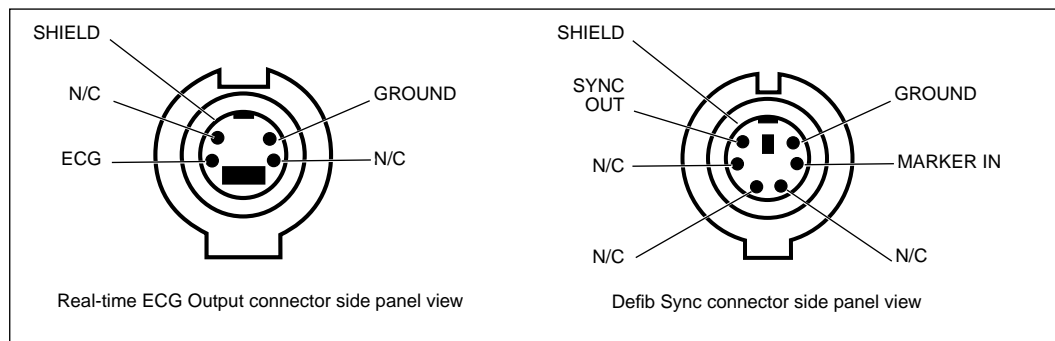 SHIELD
N/C
GROUND
ECG
N/C
Real-time ECG Output connector side panel view
SHIELD
SYNC
OUT
GROUND
N/C
MARKER IN
N/C
N/C
Defib Sync connector side panel view